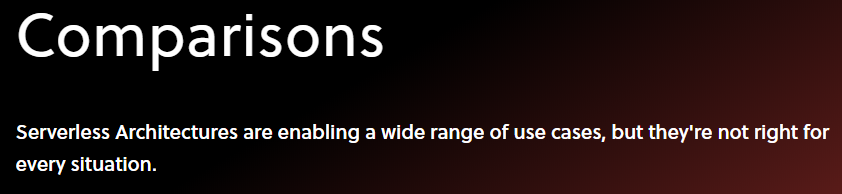 Comparisons
Serverless Architectures are enabling a wide range of use cases, but they're not right for
every situation.